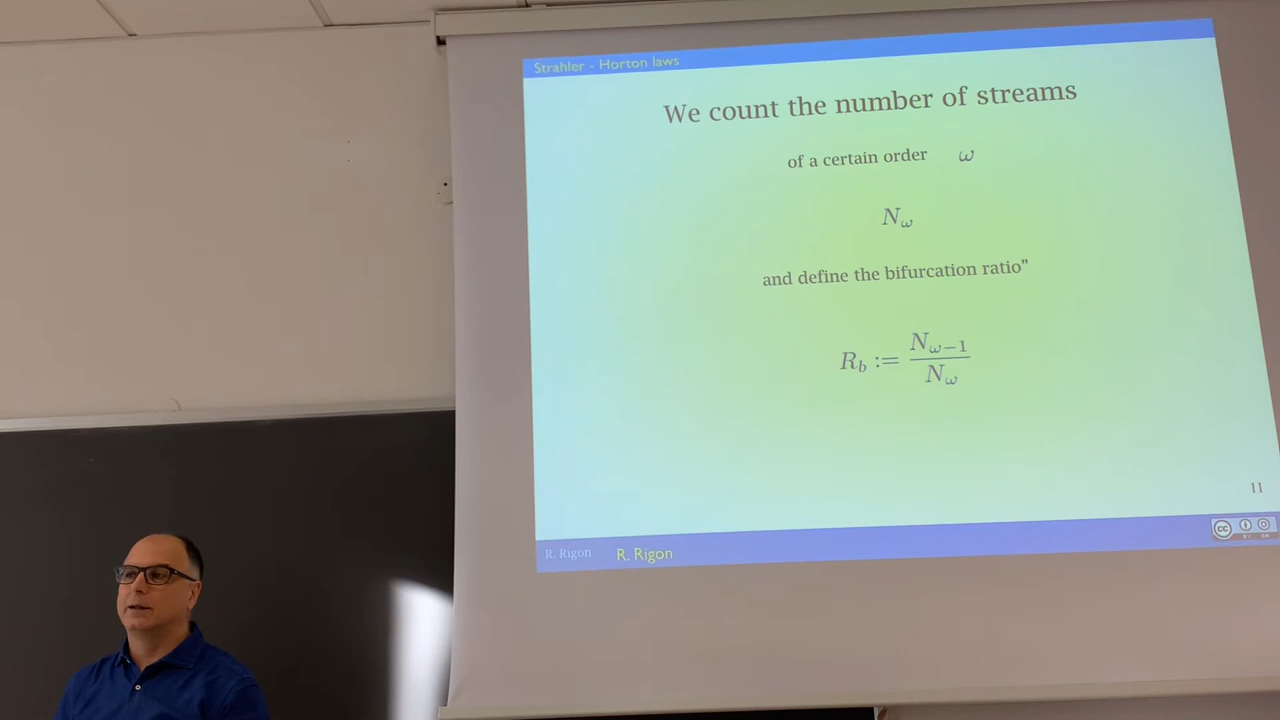 Strahler - Horton laws
We count the number of streams
of a certain order ω
N_ω
and define the bifurcation ratio”
R_b := N_{ω−1} / N_ω
11
R. Rigon R. Rigon
cc